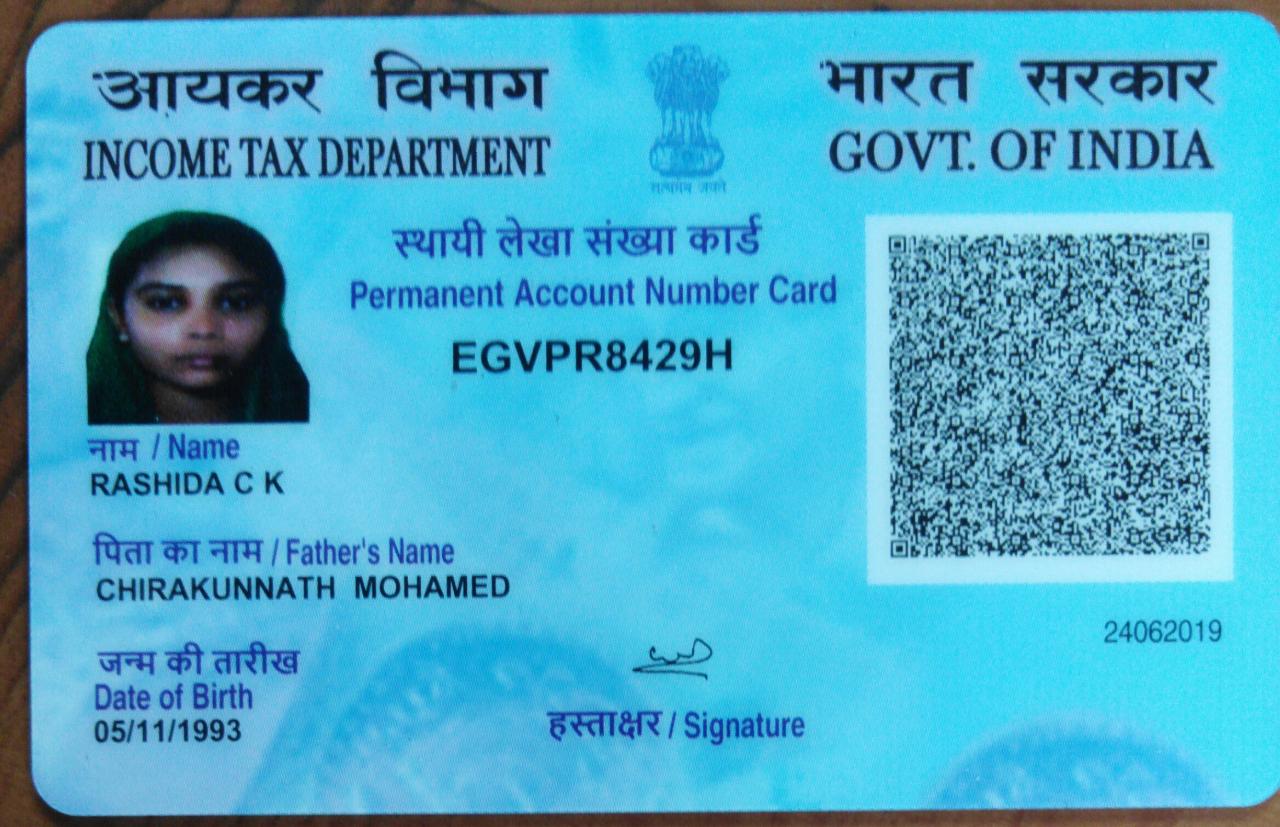 आयकर विभाग
INCOME TAX DEPARTMENT
सत्यमेव जयते
भारत सरकार
GOVT. OF INDIA
स्थायी लेखा संख्या कार्ड
Permanent Account Number Card
EGVPR8429H
नाम / Name
RASHIDA C K
पिता का नाम / Father's Name
CHIRAKUNNATH MOHAMED
जन्म की तारीख
Date of Birth
05/11/1993
हस्ताक्षर / Signature
24062019